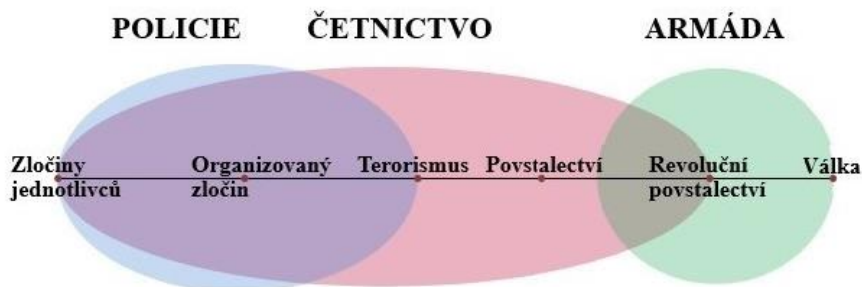 POLICIE ČETNICTVO ARMÁDA
Zločiny
jednotlivců
Organizovaný
zločin
Terorismus
Povstalectví
Revoluční
povstalectví
Válka